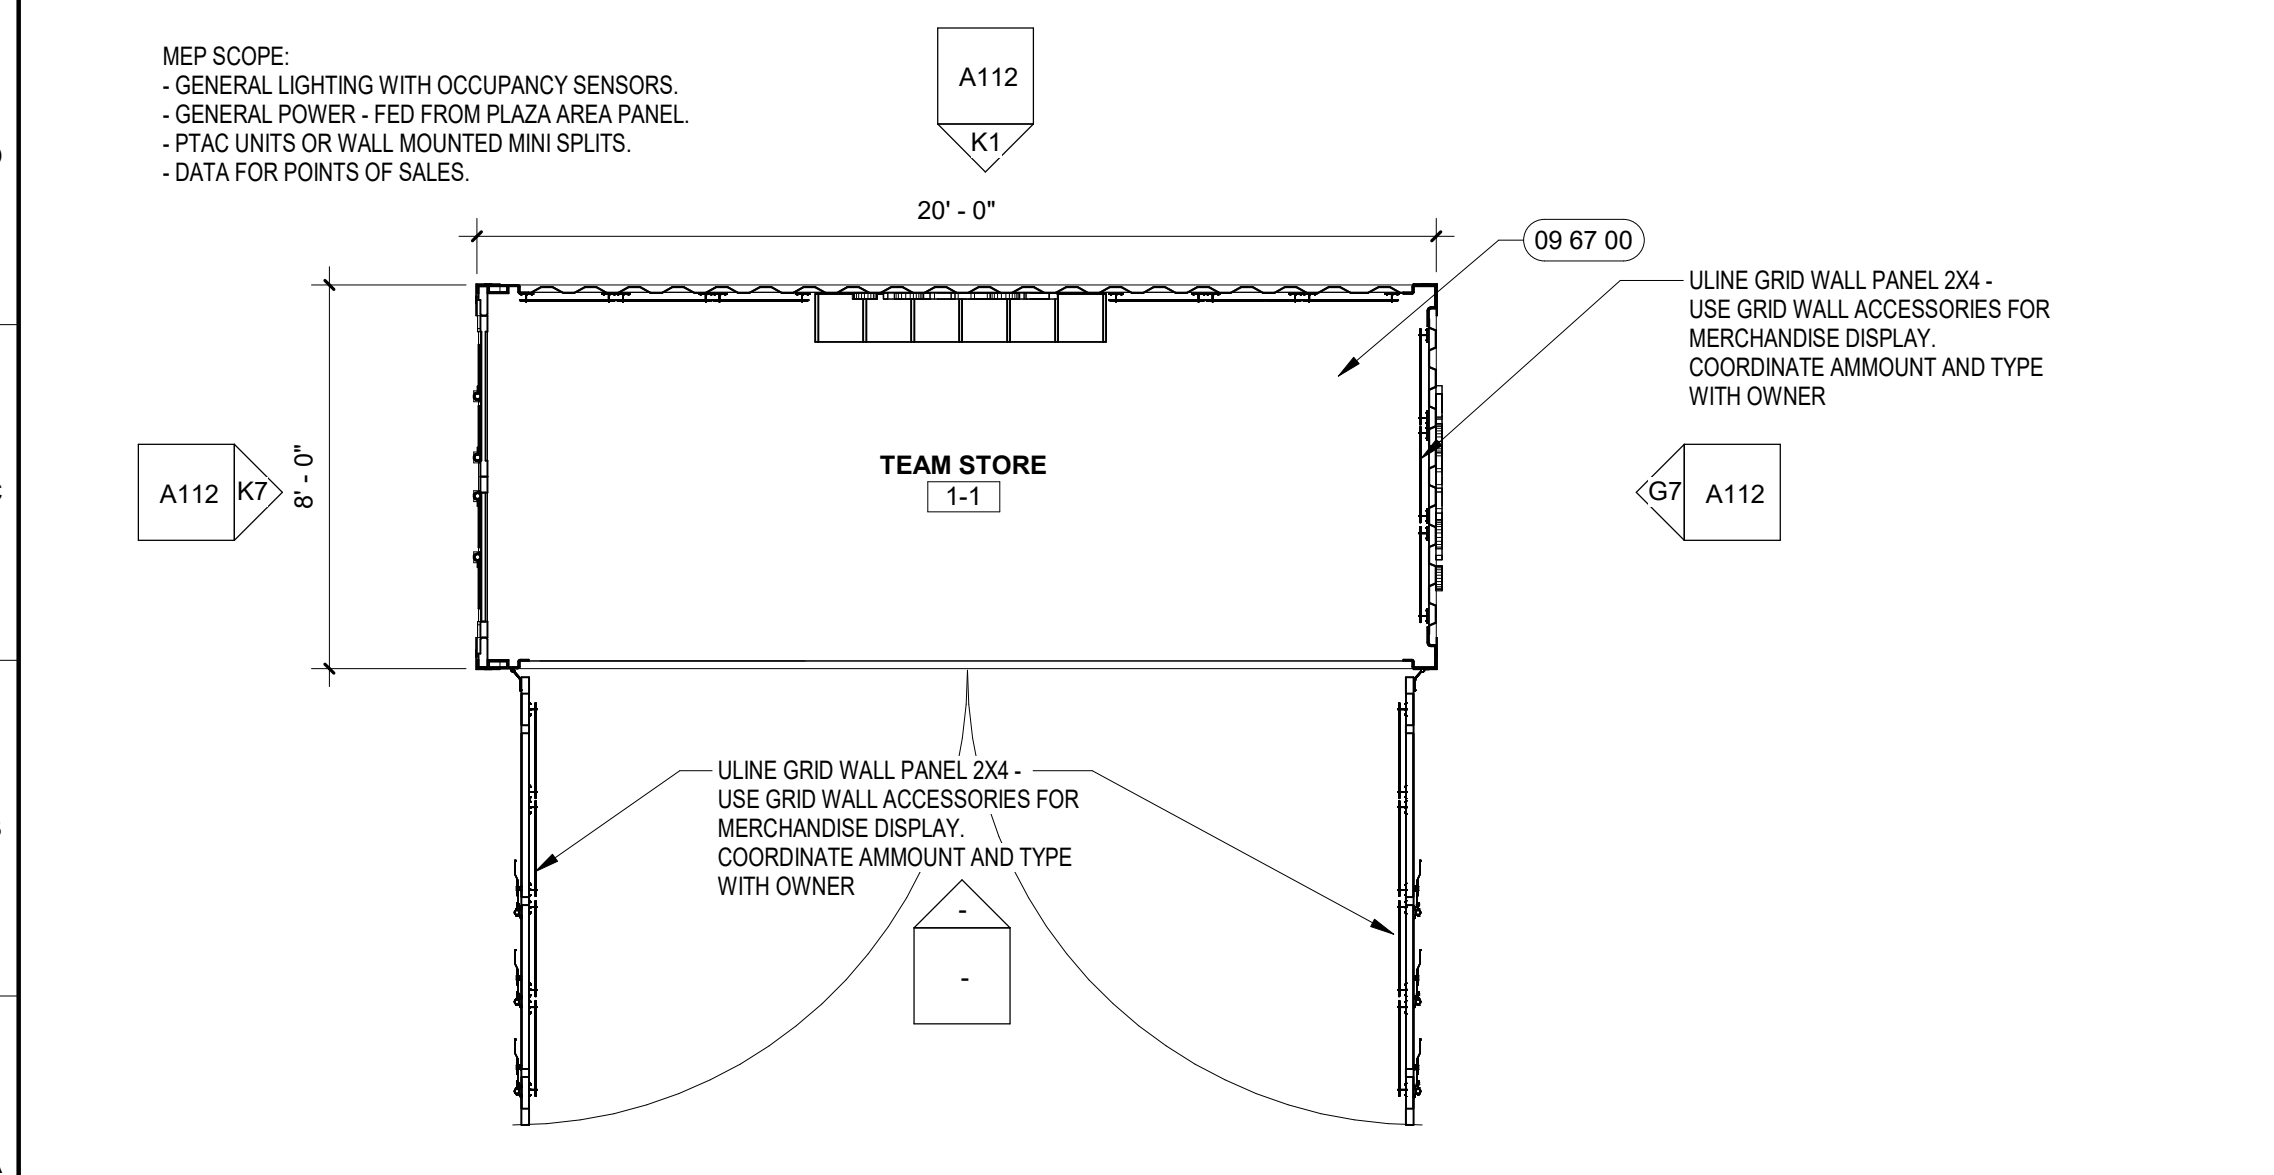 MEP SCOPE:
- GENERAL LIGHTING WITH OCCUPANCY SENSORS.
- GENERAL POWER - FED FROM PLAZA AREA PANEL.
- PTAC UNITS OR WALL MOUNTED MINI SPLITS.
- DATA FOR POINTS OF SALES.
A112
K1
20' - 0"
09 67 00
ULINE GRID WALL PANEL 2X4 -
USE GRID WALL ACCESSORIES FOR
MERCHANDISE DISPLAY.
COORDINATE AMMOUNT AND TYPE
WITH OWNER
A112
K7
8' - 0"
TEAM STORE
1-1
G7
A112
ULINE GRID WALL PANEL 2X4 -
USE GRID WALL ACCESSORIES FOR
MERCHANDISE DISPLAY.
COORDINATE AMMOUNT AND TYPE
WITH OWNER
-
-